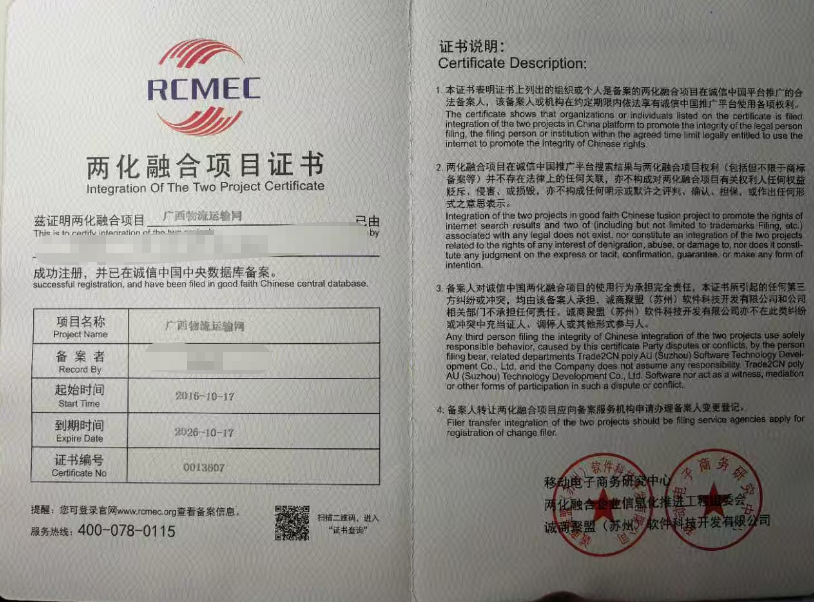 RCMEC
两化融合项目证书
Integration Of The Two Project Certificate
兹证明两化融合项目 广西物流运输网 已由
This is to certify integration of the two projects by
成功注册，并已在诚信中国中央数据库备案。
successful registration, and have been filed in good faith Chinese central database.
项目名称 广西物流运输网
Project Name
备案者
Record By
起始时间 2016-10-17
Start Time
到期时间 2026-10-17
Expire Date
证书编号 0013607
Certificate No
提醒：您可登录官网www.rcmec.org查看备案信息。
服务热线：400-078-0115
扫描二维码，进入
“证书查询”
证书说明：
Certificate Description:
1. 本证书表明证书上列出的组织或个人是备案的两化融合项目在诚信中国平台推广的合
法备案人，该备案人或机构在约定期限内依法享有诚信中国推广平台使用各项权利。
The certificate shows that organizations or individuals listed on the certificate is filed
integration of the two projects in China platform to promote the integrity of the legal person
filing, the filing person or institution within the agreed time limit legally entitled to use the
internet to promote the integrity of Chinese rights.
2. 两化融合项目在诚信中国推广平台搜索结果与两化融合项目权利（包括但不限于商标
备案等）并不存在法律上的任何关联，亦不构成对两化融合项目有关权利人任何权益
贬斥、侵害、或损毁，亦不构成任何明示或默许之评判、确认、担保、或作出任何形
式之意思表示。
Integration of two projects in good faith Chinese fusion project to promote the rights of
internet search results and two of (including but not limited to trademarks Filing, etc.)
associated with any legal does not exist, nor constitute an integration of the two projects
related to the rights of any interest of denigration, abuse, or damage to, nor does it consti-
tute any judgment on the express or tacit, confirmation, guarantee, or make any form of
intention.
3. 备案人对诚信中国两化融合项目的使用行为承担完全责任，本证书所引起的任何第三
方纠纷或冲突，均由该备案人承担，诚商聚盟（苏州）软件科技开发有限公司和公司
相关部门不承担任何责任。诚商聚盟（苏州）软件科技开发有限公司亦不在此类纠纷
或冲突中充当证人、调停人或其他形式参与人。
Any third person filing the integrity of Chinese integration of the two projects use solely
responsible behavior, caused by this certificate Party disputes or conflicts, by the person
filing bear, related departments Trade2CN poly AU (Suzhou) Software Technology Devel-
opment Co., Ltd, and the Company does not assume any responsibility. Trade2CN poly
AU (Suzhou) Technology Development Co., Ltd. Software nor act as a witness, mediation
or other forms of participation in such a dispute or conflict.
4. 备案人转让两化融合项目应向备案服务机构申请办理备案人变更登记。
Filer transfer integration of the two projects should be filing service agencies apply for
registration of change filer.
移动电子商务研究中心
两化融合企业信息化推进工程组委会
诚商聚盟（苏州）软件科技开发有限公司